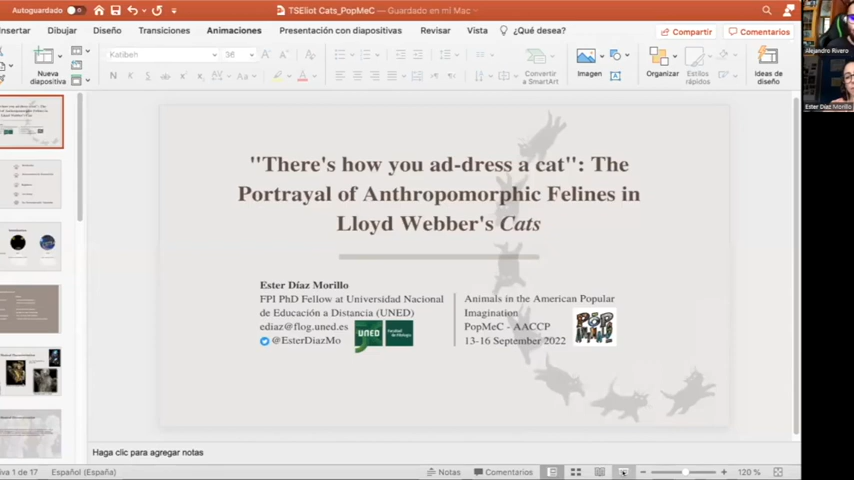 Autoguardado
TSEliot Cats_PopMeC — Guardado en mi Mac
Insertar
Dibujar
Diseño
Transiciones
Animaciones
Presentación con diapositivas
Revisar
Vista
¿Qué desea?
Compartir
Comentarios
Nueva
diapositiva
Katibeh
36
N
K
S
Convertir
a SmartArt
Imagen
Organizar
Estilos
rápidos
Ideas de
diseño
Alejandro Rivero
Ester Díaz Morillo
"There's how you ad-dress a cat": The
Portrayal of Anthropomorphic Felines in
Lloyd Webber's Cats
Ester Díaz Morillo
FPI PhD Fellow at Universidad Nacional
de Educación a Distancia (UNED)
ediaz@flog.uned.es
@EsterDiazMo
UNED
Animals in the American Popular
Imagination
PopMeC - AACCP
13-16 September 2022
Haga clic para agregar notas
iva 1 de 17
Español (España)
Notas
Comentarios
120 %